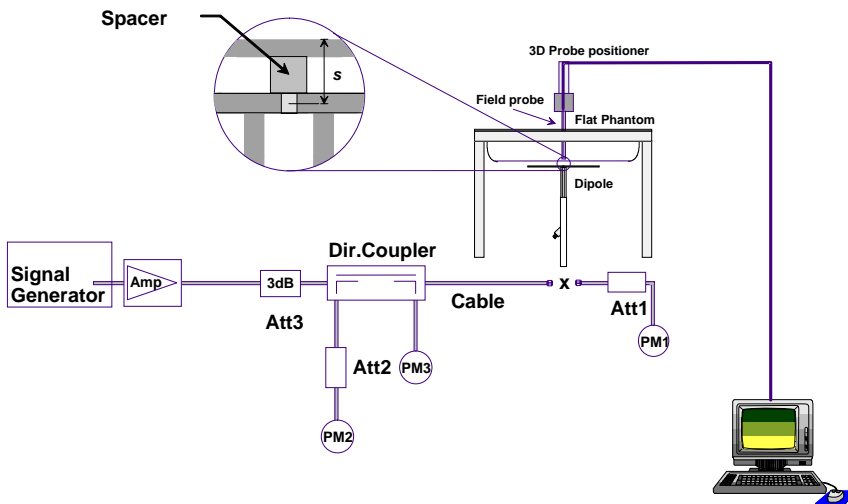 Spacer
s
3D Probe positioner
Field probe
Flat Phantom
Dipole
Dir.Coupler
Signal
Generator
Amp
3dB
Cable
x
Att1
Att3
PM1
Att2
PM3
PM2